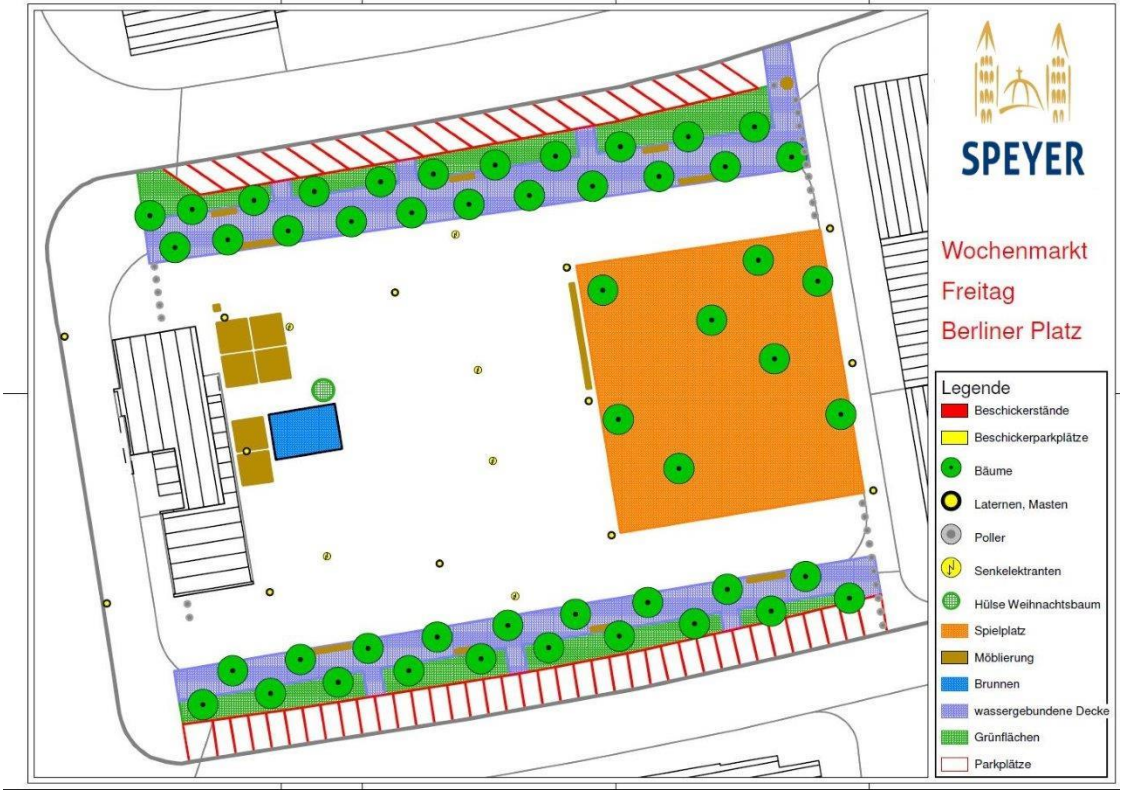 SPEYER
Wochenmarkt
Freitag
Berliner Platz
Legende
Beschickerstände
Beschickerparkplätze
Bäume
Laternen, Masten
Poller
Senkelektranten
Hülse Weihnachtsbaum
Spielplatz
Möblierung
Brunnen
wassergebundene Decke
Grünflächen
Parkplätze